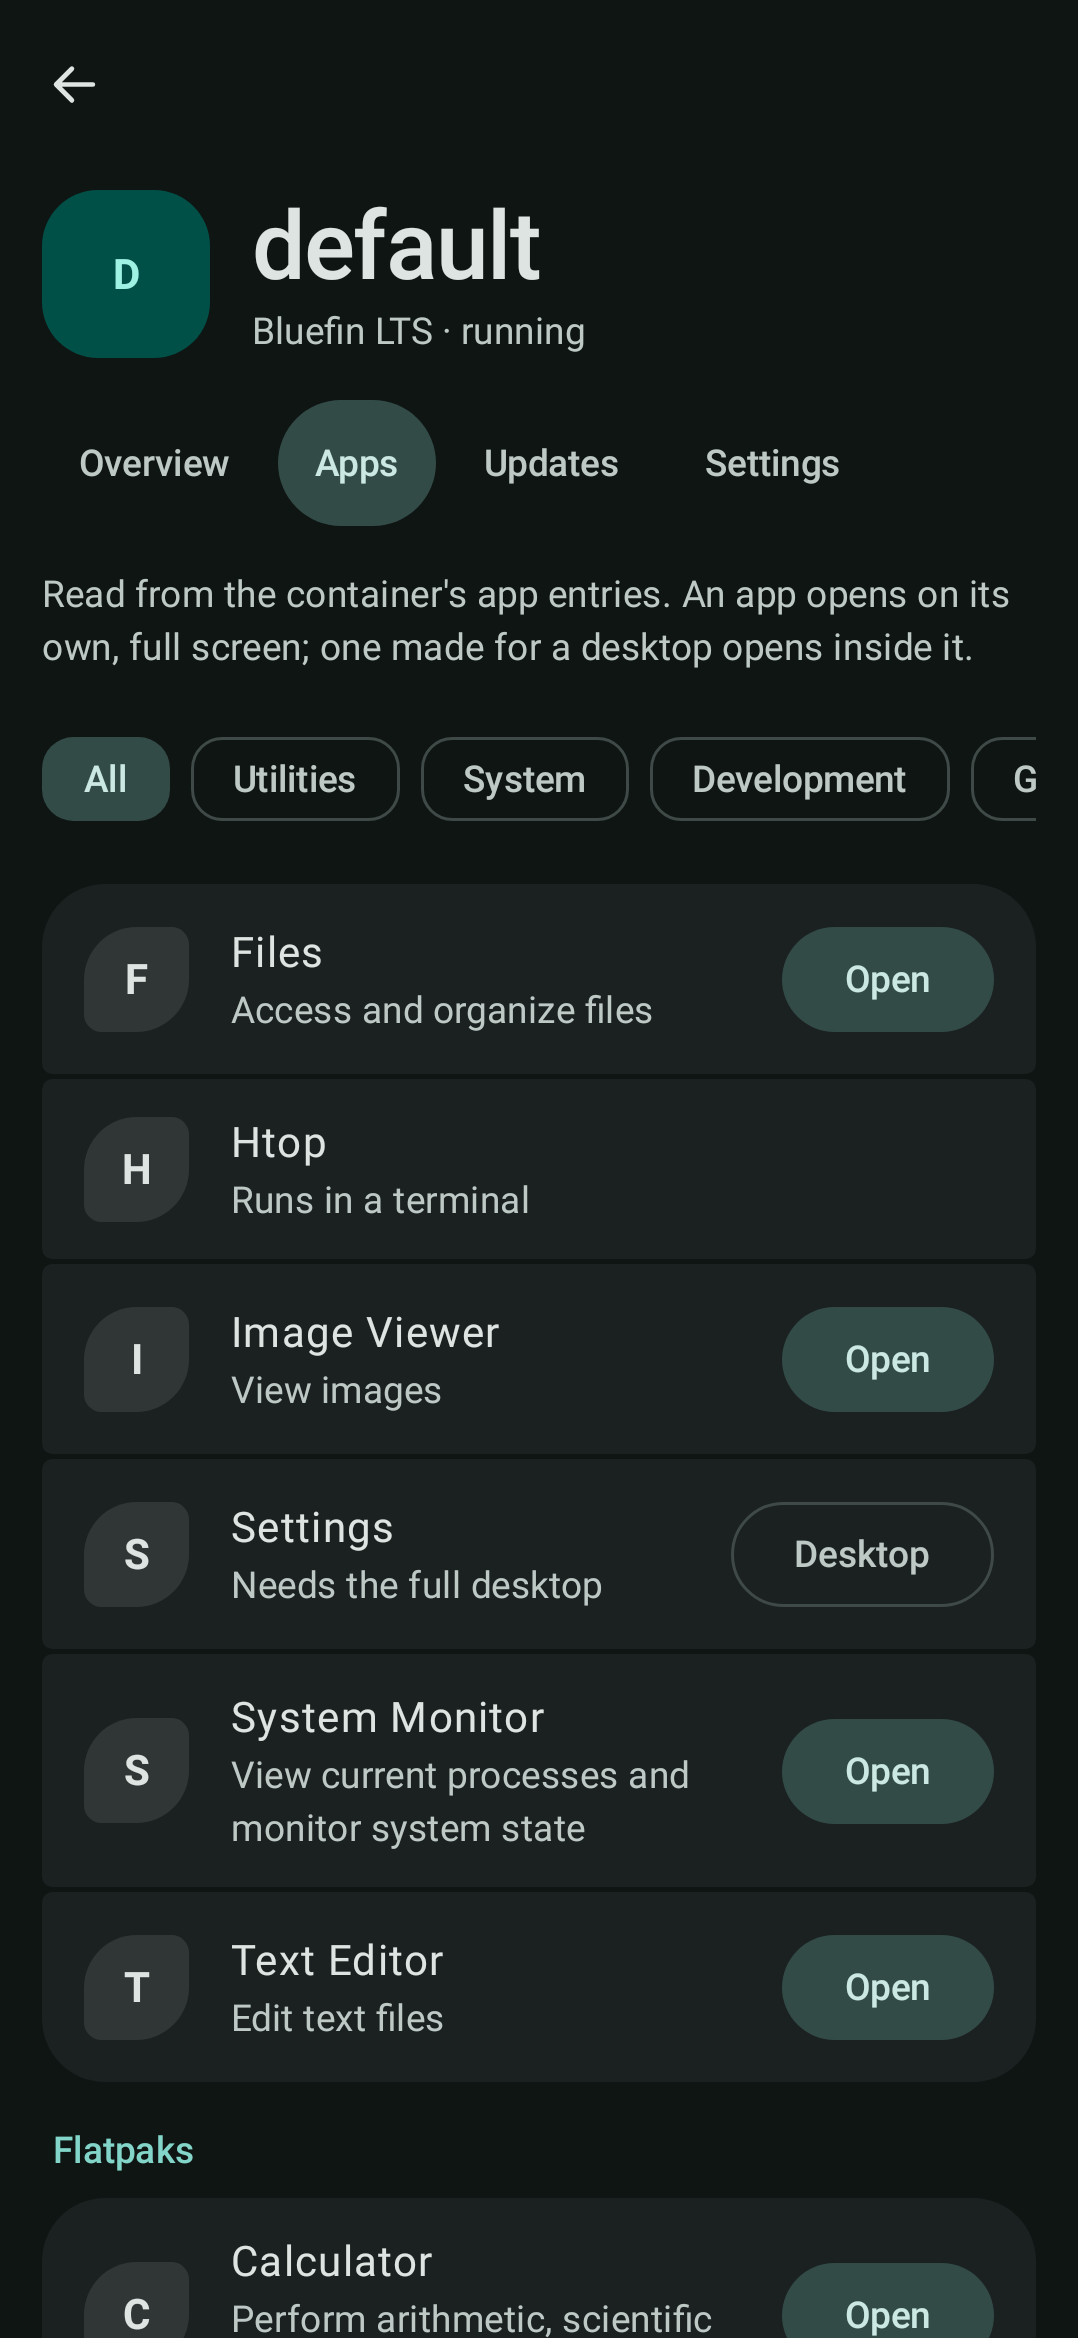 D
default
Bluefin LTS · running
Overview
Apps
Updates
Settings
Read from the container's app entries. An app opens on its
own, full screen; one made for a desktop opens inside it.
All
Utilities
System
Development
G
F
Files
Access and organize files
Open
H
Htop
Runs in a terminal
I
Image Viewer
View images
Open
S
Settings
Needs the full desktop
Desktop
S
System Monitor
View current processes and
monitor system state
Open
T
Text Editor
Edit text files
Open
Flatpaks
C
Calculator
Perform arithmetic, scientific
Open